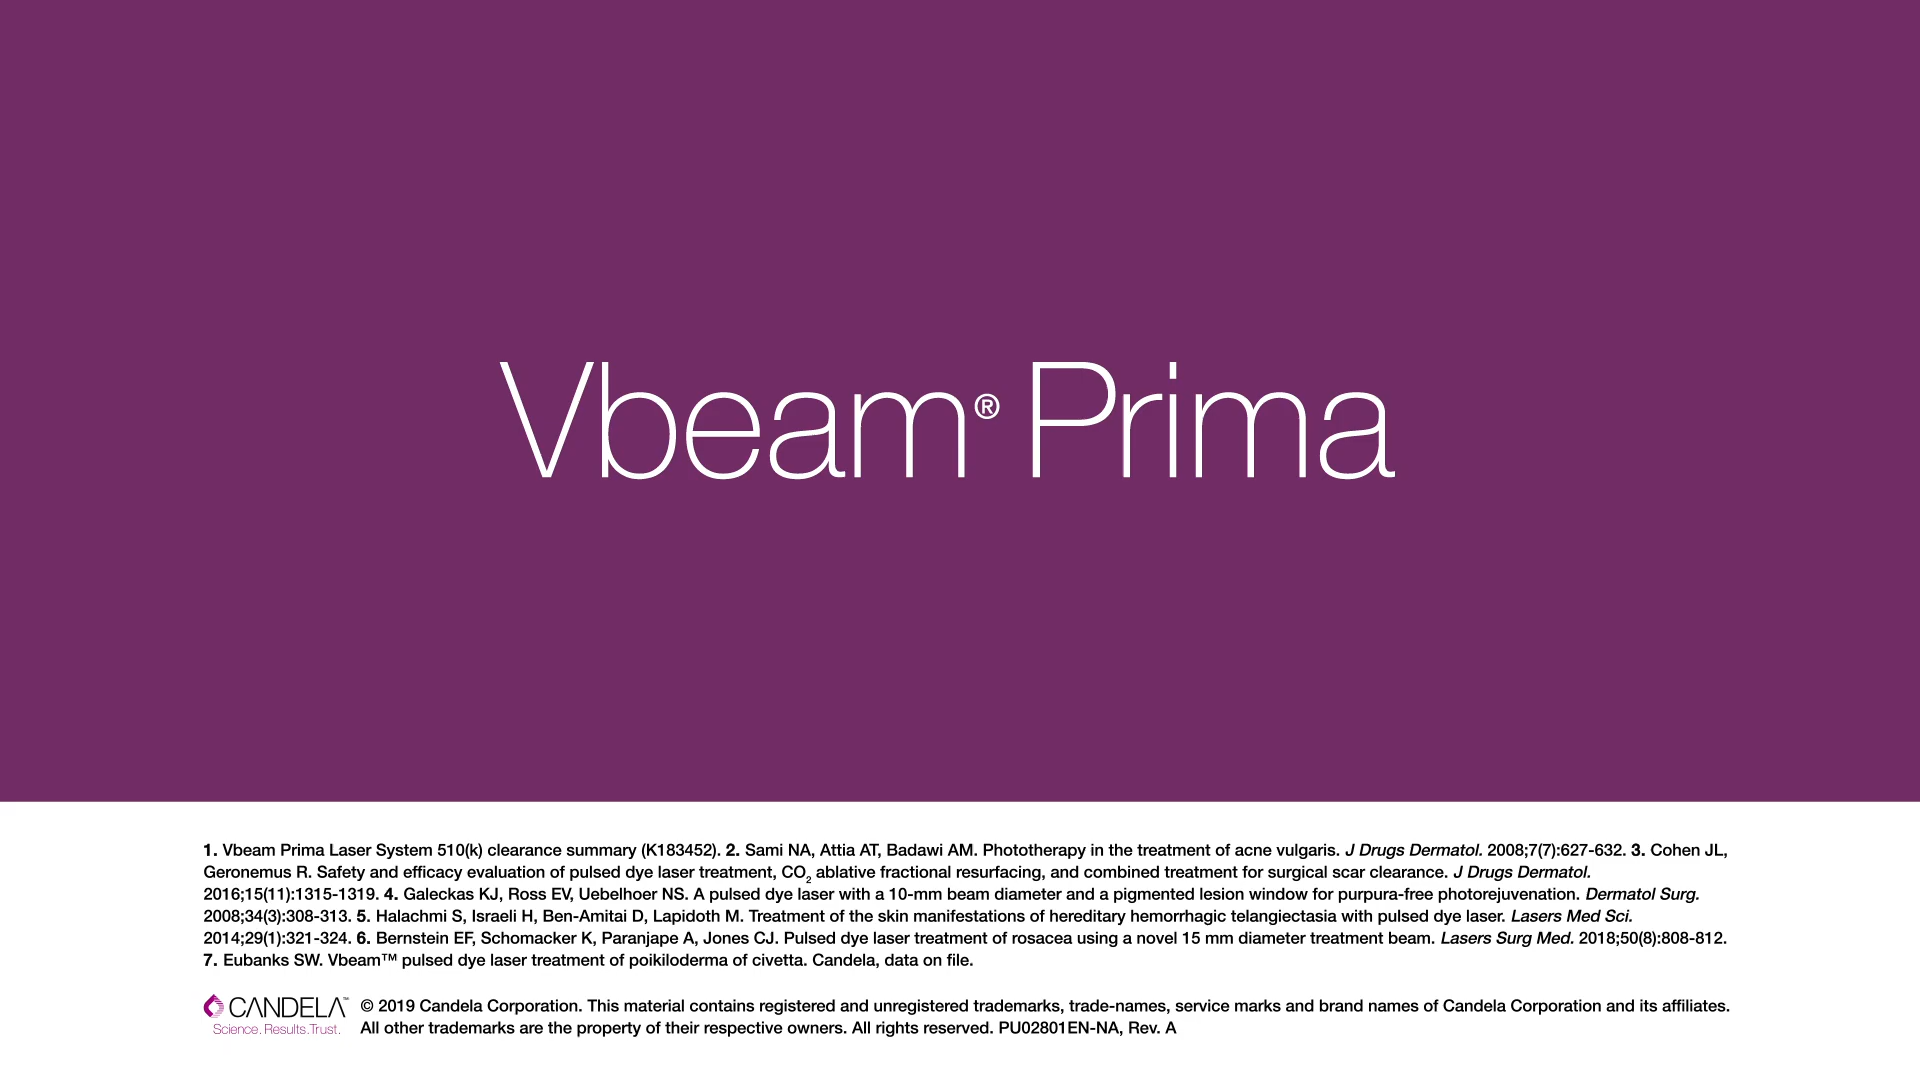 Vbeam® Prima
1. Vbeam Prima Laser System 510(k) clearance summary (K183452). 2. Sami NA, Attia AT, Badawi AM. Phototherapy in the treatment of acne vulgaris. J Drugs Dermatol. 2008;7(7):627-632. 3. Cohen JL,
Geronemus R. Safety and efficacy evaluation of pulsed dye laser treatment, CO2 ablative fractional resurfacing, and combined treatment for surgical scar clearance. J Drugs Dermatol.
2016;15(11):1315-1319. 4. Galeckas KJ, Ross EV, Uebelhoer NS. A pulsed dye laser with a 10-mm beam diameter and a pigmented lesion window for purpura-free photorejuvenation. Dermatol Surg.
2008;34(3):308-313. 5. Halachmi S, Israeli H, Ben-Amitai D, Lapidoth M. Treatment of the skin manifestations of hereditary hemorrhagic telangiectasia with pulsed dye laser. Lasers Med Sci.
2014;29(1):321-324. 6. Bernstein EF, Schomacker K, Paranjape A, Jones CJ. Pulsed dye laser treatment of rosacea using a novel 15 mm diameter treatment beam. Lasers Surg Med. 2018;50(8):808-812.
7. Eubanks SW. Vbeam™ pulsed dye laser treatment of poikiloderma of civetta. Candela, data on file.
CANDELA™
Science. Results. Trust.
© 2019 Candela Corporation. This material contains registered and unregistered trademarks, trade-names, service marks and brand names of Candela Corporation and its affiliates.
All other trademarks are the property of their respective owners. All rights reserved. PU02801EN-NA, Rev. A